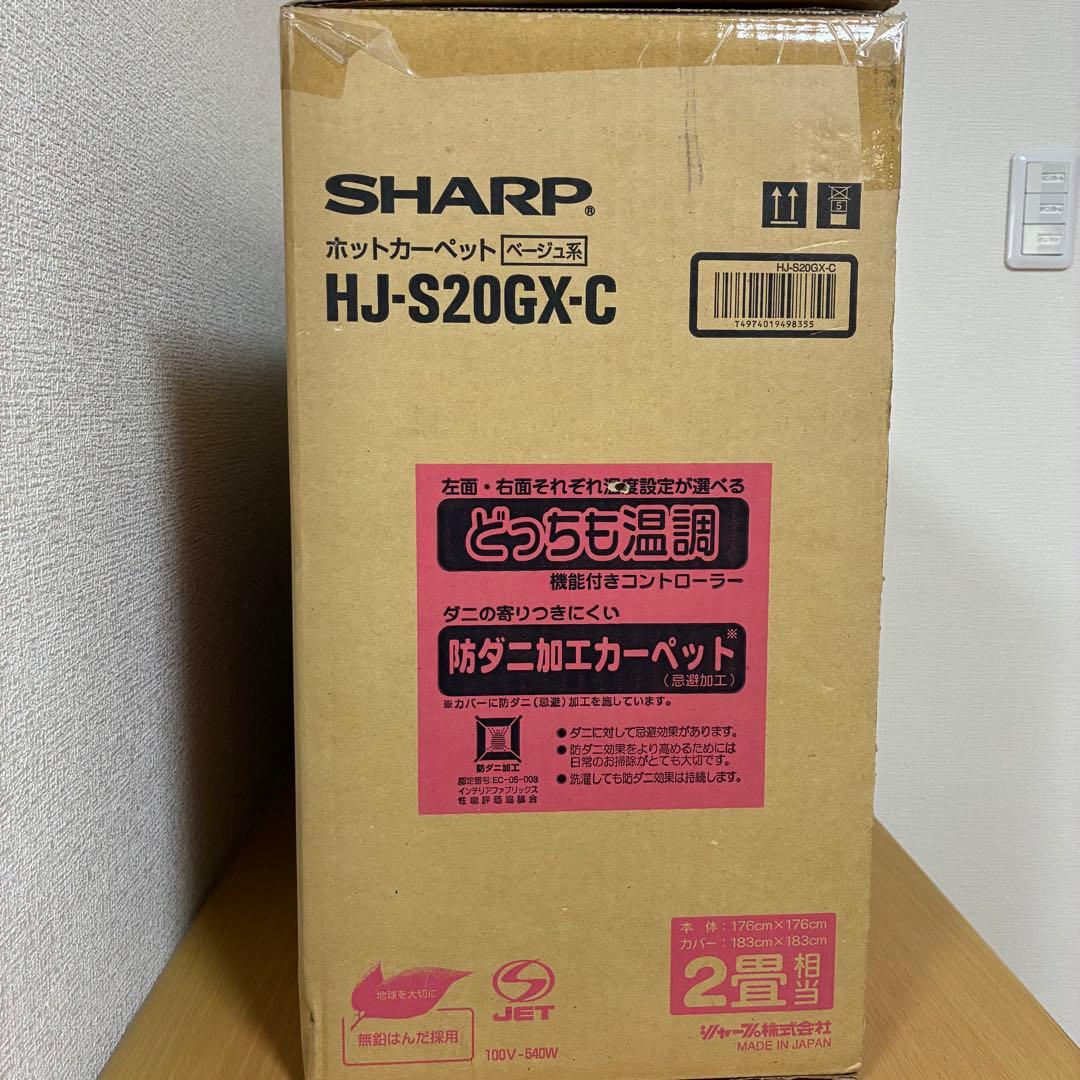 SHARP®
ホットカーペット ベージュ系
HJ-S20GX-C
5
HJ-S20GX-C
T4974019498355
左面・右面それぞれ温度設定が選べる
どっちも温調
機能付きコントローラー
ダニの寄りつきにくい
防ダニ加工カーペット※
(忌避加工)
※カバーに防ダニ(忌避)加工を施しています。
防ダニ加工
認定番号:EC-05-003
インテリアファブリックス
性能評価協議会
●ダニに対して忌避効果があります。
●防ダニ効果をより高めるためには
日常のお掃除がとても大切です。
●洗濯しても防ダニ効果は持続します。
本体:176cm×176cm
カバー:183cm×183cm
2畳相当
シャープ株式会社
MADE IN JAPAN
地球を大切に
無鉛はんだ採用
S
JET
100V-540W